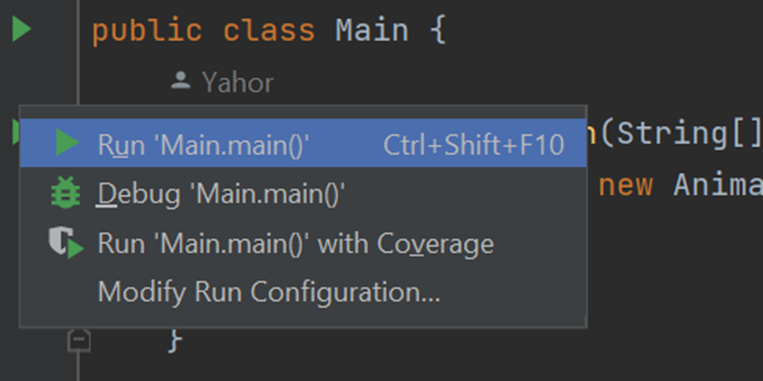 public class Main {
Yahor
(String[]
Run 'Main.main()' Ctrl+Shift+F10
new Anima
Debug 'Main.main()'
Run 'Main.main()' with Coverage
Modify Run Configuration...
}